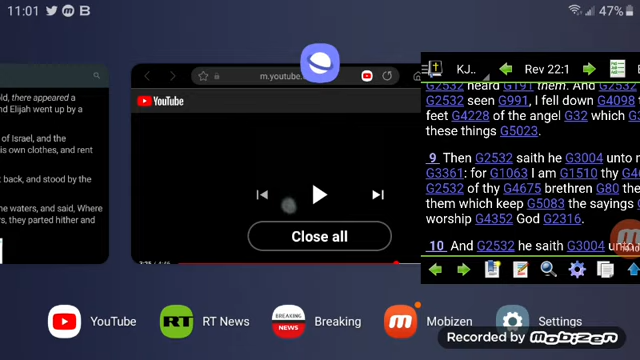 11:01
B
47%
old, there appeared a
and Elijah went up by a
of Israel, and the
is own clothes, and rent
t back, and stood by the
he waters, and said, Where
s, they parted hither and
m.youtube.
YouTube
Close all
KJ..
Rev 22:1
G2532 heard G191 them. And G2532
G2532 seen G991, I fell down G4098
feet G4228 of the angel G32 which
these things G5023.
9 Then G2532 saith he G3004 unto
G3361: for G1063 I am G1510 thy
G2532 of thy G4675 brethren G80 the
them which keep G5083 the sayings
worship G4352 God G2316.
10 And G2532 he saith G3004 unto
YouTube
RT
RT News
BREAKING
NEWS
Breaking
Mobizen
Settings
Recorded by mobizen